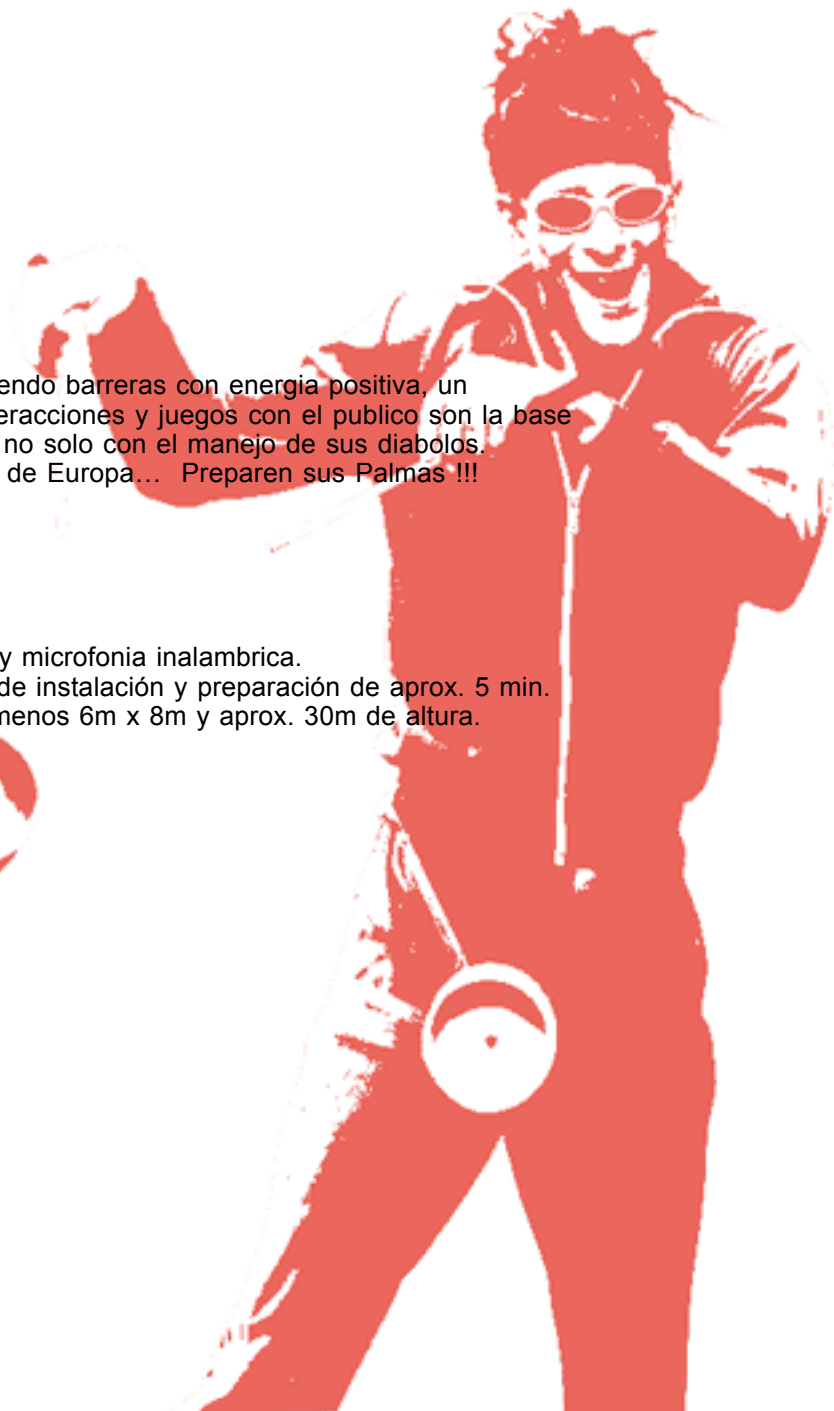 endo barreras con energia positiva, un
eracciones y juegos con el publico son la base
no solo con el manejo de sus diabolos.
de Europa… Preparen sus Palmas !!!
y microfonia inalambrica.
de instalación y preparación de aprox. 5 min.
menos 6m x 8m y aprox. 30m de altura.